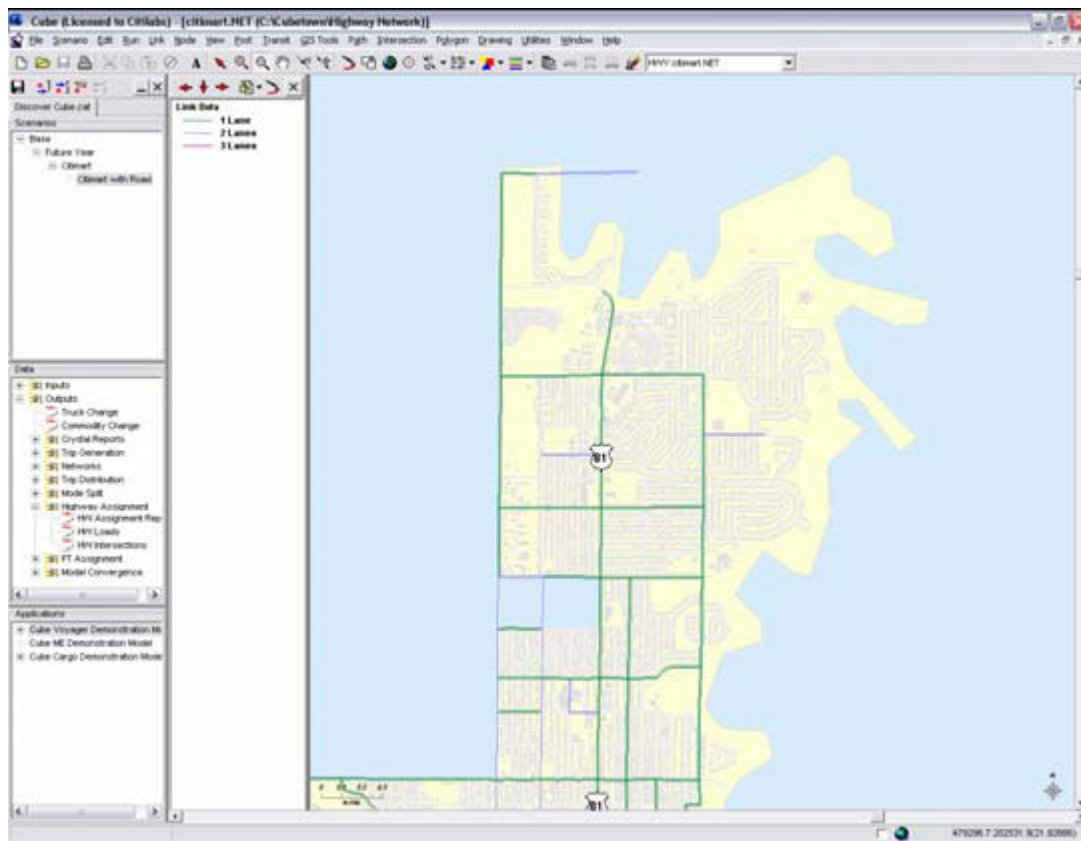 Cube (Licensed to Citilabs) - [citimart.NET (C:\Cubetown\Highway Network)]
File Scenario Edit Run Link Node View Post Transit GIS Tools Path Intersection Polygon Drawing Utilities Window Help
HWY:citimart.NET
Discover Cube.cat
Scenarios
Base
Future Year
Citimart
Citimart with Road
Link Data
1 Lane
2 Lanes
3 Lanes
Data
Inputs
Outputs
Truck Change
Commodity Change
Crystal Reports
Trip Generation
Networks
Trip Distribution
Mode Split
Highway Assignment
HWY Assignment Rep
HWY Loads
HWY Intersections
PT Assignment
Model Convergence
Applications
Cube Voyager Demonstration M
Cube ME Demonstration Model
Cube Cargo Demonstration Mode
81
81